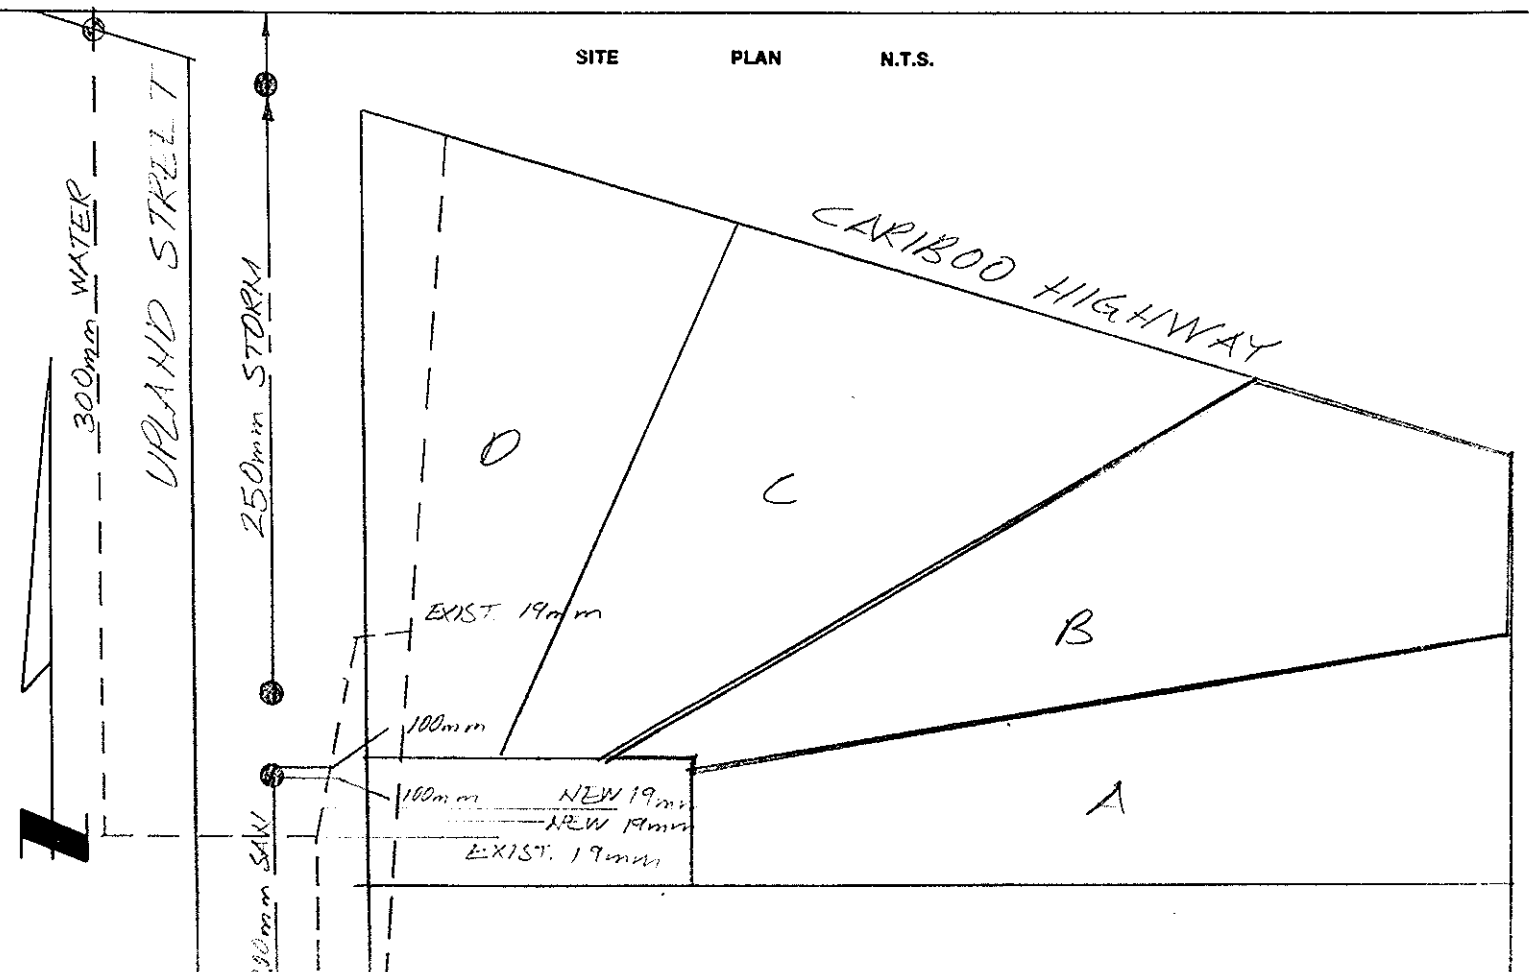 SITE PLAN N.T.S.
300mm WATER
UPLAND STREET
250mm STORM
CARIBOO HIGHWAY
D
C
B
A
EXIST. 19mm
100mm
100mm
NEW 19mm
NEW 19mm
EXIST. 19mm
SAN